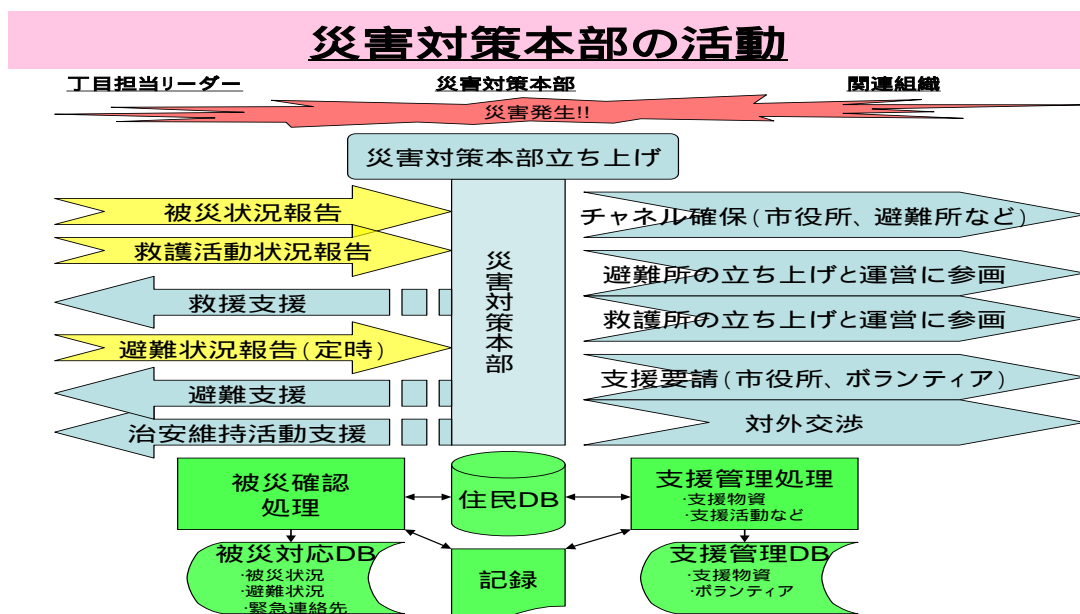 災害対策本部の活動
丁目担当リーダー
災害対策本部
関連組織
災害発生!!
災害対策本部立ち上げ
被災状況報告
救護活動状況報告
救援支援
避難状況報告(定時)
避難支援
治安維持活動支援
災害対策本部
チャネル確保(市役所、避難所など)
避難所の立ち上げと運営に参画
救護所の立ち上げと運営に参画
支援要請(市役所、ボランティア)
対外交渉
被災確認
処理
住民DB
支援管理処理
・支援物資
・支援活動など
被災対応DB
・被災状況
・避難状況
・緊急連絡先
記録
支援管理DB
・支援物資
・ボランティア